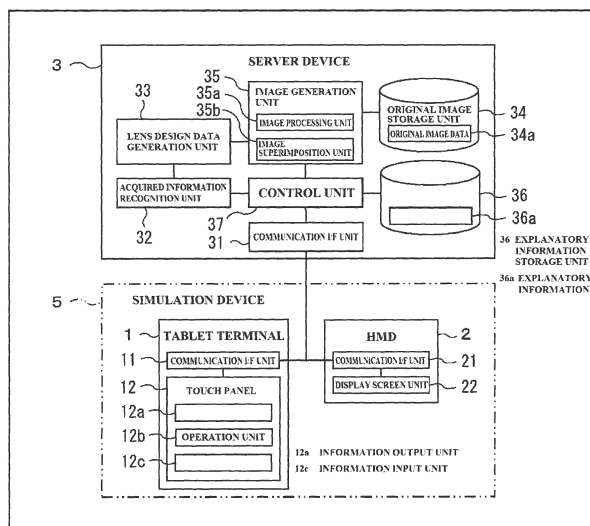 3
SERVER DEVICE
33
LENS DESIGN DATA
GENERATION UNIT
35
IMAGE GENERATION
UNIT
35a
IMAGE PROCESSING UNIT
35b
IMAGE
SUPERIMPOSITION UNIT
ORIGINAL IMAGE
STORAGE UNIT
34
ORIGINAL IMAGE DATA
34a
ACQUIRED INFORMATION
RECOGNITION UNIT
32
CONTROL UNIT
37
31
COMMUNICATION I/F UNIT
36
36a
36 EXPLANATORY
INFORMATION
STORAGE UNIT
36a EXPLANATORY
INFORMATION
5
SIMULATION DEVICE
1
TABLET TERMINAL
11
COMMUNICATION I/F UNIT
12
TOUCH PANEL
12a
12b
OPERATION UNIT
12c
HMD
2
COMMUNICATION I/F UNIT
21
DISPLAY SCREEN UNIT
22
12a INFORMATION OUTPUT UNIT
12c INFORMATION INPUT UNIT